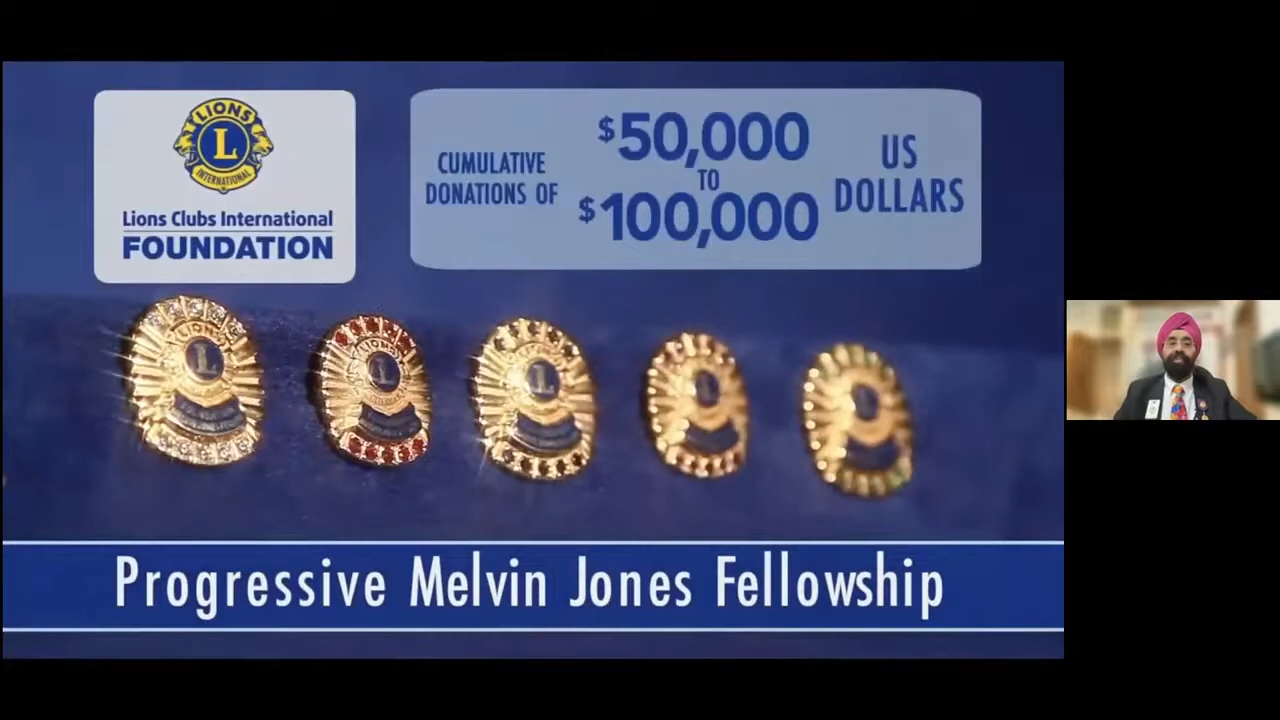 LIONS
L
INTERNATIONAL
Lions Clubs International
FOUNDATION
CUMULATIVE
DONATIONS OF
$50,000
TO
$100,000
US
DOLLARS
LIONS
L
L
L
Progressive Melvin Jones Fellowship